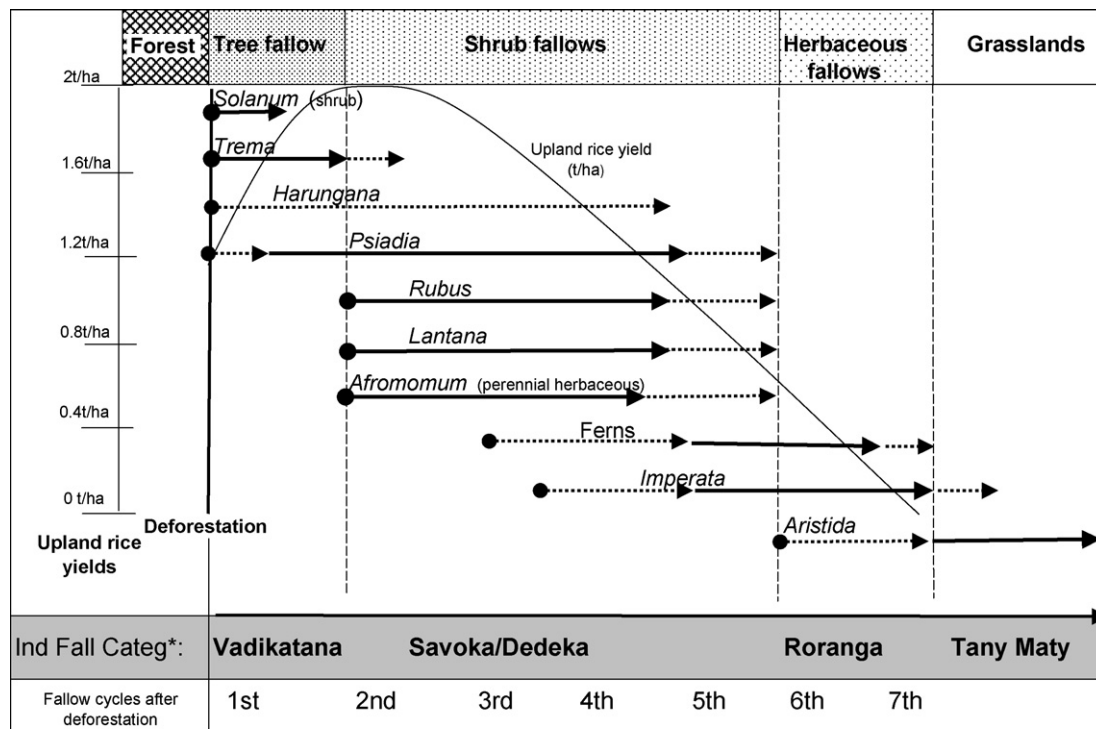 Forest Tree fallow Shrub fallows Herbaceous fallows Grasslands
2t/ha
Solanum (shrub)
Trema
Upland rice yield
(t/ha)
1.6t/ha
Harungana
1.2t/ha
Psiadia
Rubus
0.8t/ha
Lantana
Afromomum (perennial herbaceous)
0.4t/ha
Ferns
Imperata
0 t/ha
Deforestation
Aristida
Upland rice
yields
Ind Fall Categ*: Vadikatana Savoka/Dedeka Roranga Tany Maty
Fallow cycles after
deforestation
1st 2nd 3rd 4th 5th 6th 7th